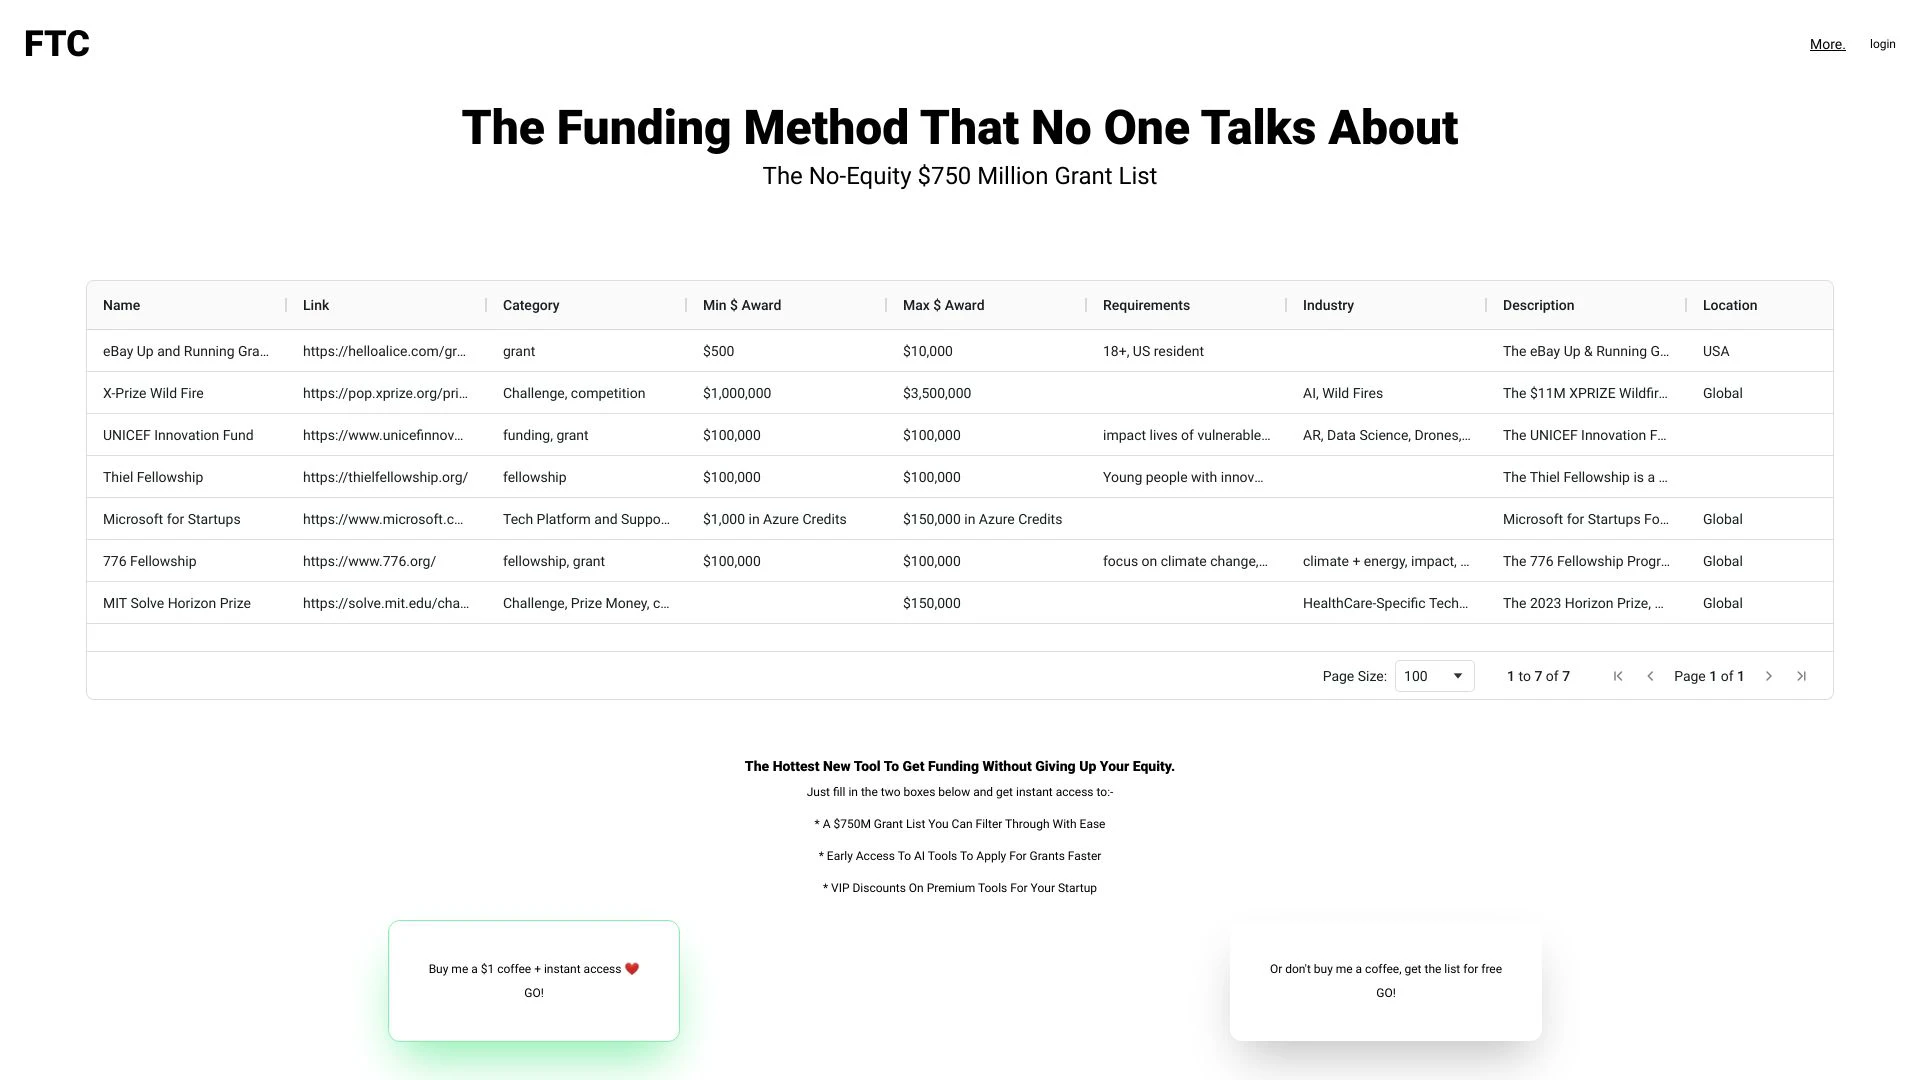 FTC
More. login
The Funding Method That No One Talks About
The No-Equity $750 Million Grant List
Name Link Category Min $ Award Max $ Award Requirements Industry Description Location
eBay Up and Running Gra... https://helloalice.com/gr... grant $500 $10,000 18+, US resident The eBay Up & Running G... USA
X-Prize Wild Fire https://pop.xprize.org/pri... Challenge, competition $1,000,000 $3,500,000 AI, Wild Fires The $11M XPRIZE Wildfir... Global
UNICEF Innovation Fund https://www.unicefinnov... funding, grant $100,000 $100,000 impact lives of vulnerable... AR, Data Science, Drones,... The UNICEF Innovation F...
Thiel Fellowship https://thielfellowship.org/ fellowship $100,000 $100,000 Young people with innov... The Thiel Fellowship is a ...
Microsoft for Startups https://www.microsoft.c... Tech Platform and Suppo... $1,000 in Azure Credits $150,000 in Azure Credits Microsoft for Startups Fo... Global
776 Fellowship https://www.776.org/ fellowship, grant $100,000 $100,000 focus on climate change,... climate + energy, impact, ... The 776 Fellowship Progr... Global
MIT Solve Horizon Prize https://solve.mit.edu/cha... Challenge, Prize Money, c... $150,000 HealthCare-Specific Tech... The 2023 Horizon Prize, ... Global
Page Size: 100 1 to 7 of 7 Page 1 of 1
The Hottest New Tool To Get Funding Without Giving Up Your Equity.
Just fill in the two boxes below and get instant access to:-
* A $750M Grant List You Can Filter Through With Ease
* Early Access To AI Tools To Apply For Grants Faster
* VIP Discounts On Premium Tools For Your Startup
Buy me a $1 coffee + instant access ❤️
GO!
Or don't buy me a coffee, get the list for free
GO!